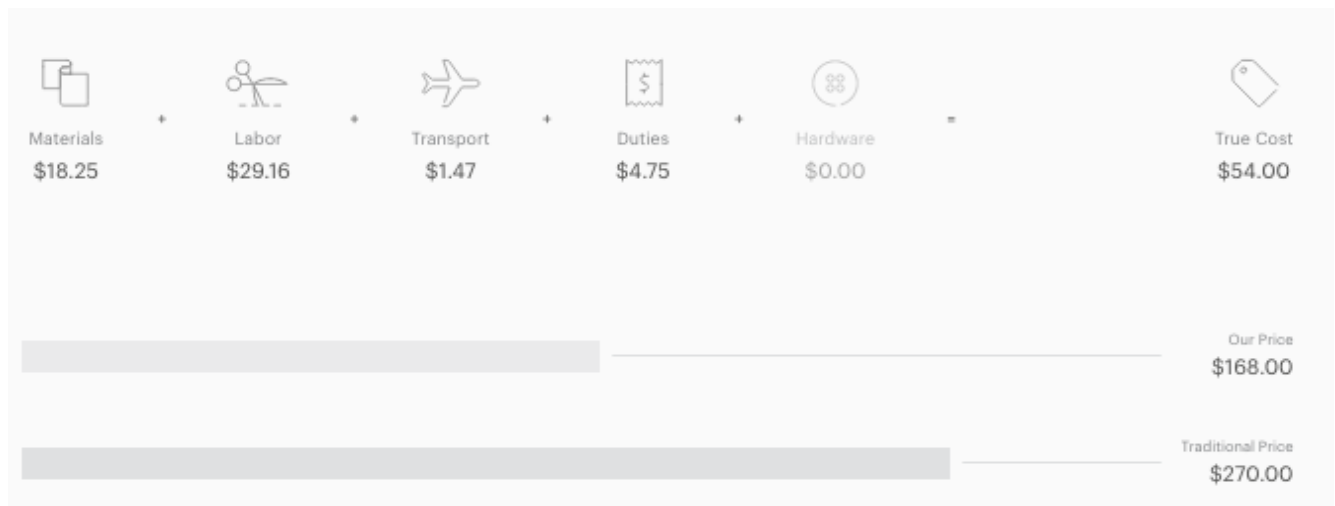 Materials
$18.25
+
Labor
$29.16
+
Transport
$1.47
+
Duties
$4.75
+
Hardware
$0.00
=
True Cost
$54.00
Our Price
$168.00
Traditional Price
$270.00